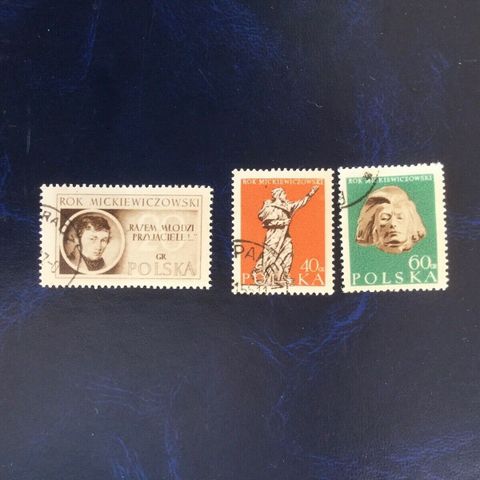 ROK MICKIEWICZOWSKI
„RAZEM, MŁODZI
PRZYJACIELE!..."
GR
POLSKA
ROK MICKIEWICZOWSKI
40 GR
POLSKA
ROK MICKIEWICZOWSKI
60 GR
POLSKA